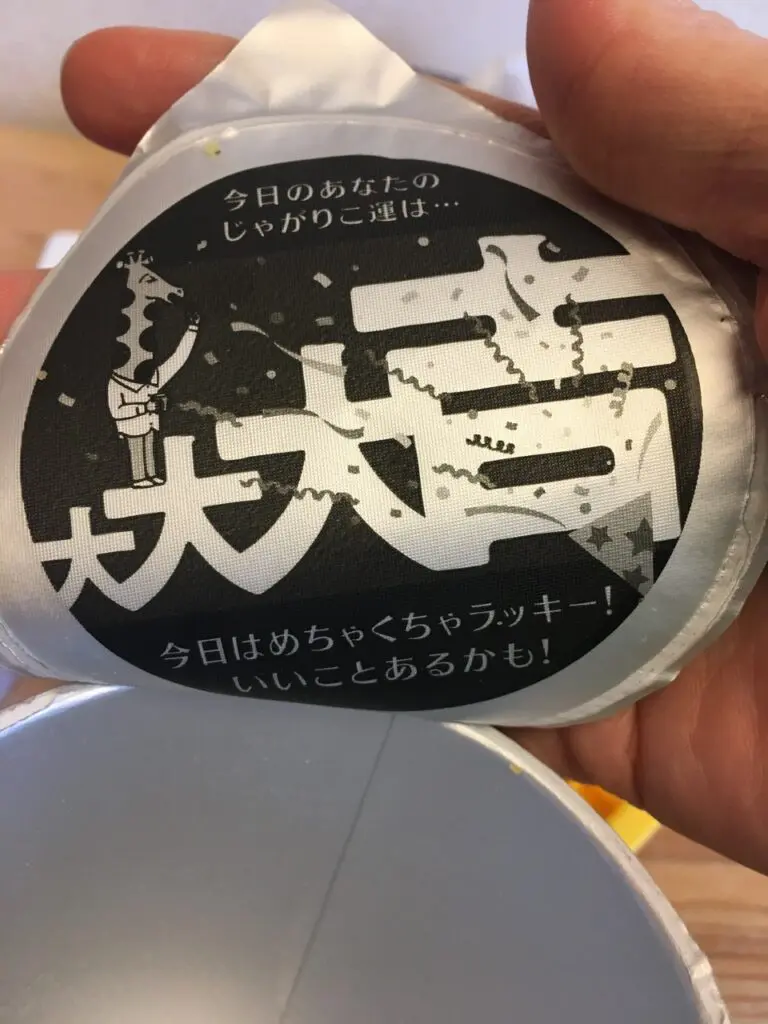 今日のあなたの
じゃがりこ運は…
大大大吉
今日はめちゃくちゃラッキー!
いいことあるかも!